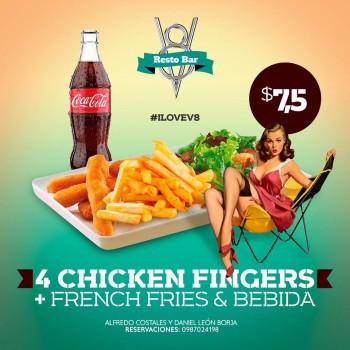 V8
Resto Bar
Coca-Cola
$7,5
#ILOVEV8
4 CHICKEN FINGERS
+ FRENCH FRIES & BEBIDA
ALFREDO COSTALES Y DANIEL LEÓN BORJA
RESERVACIONES: 0987024198